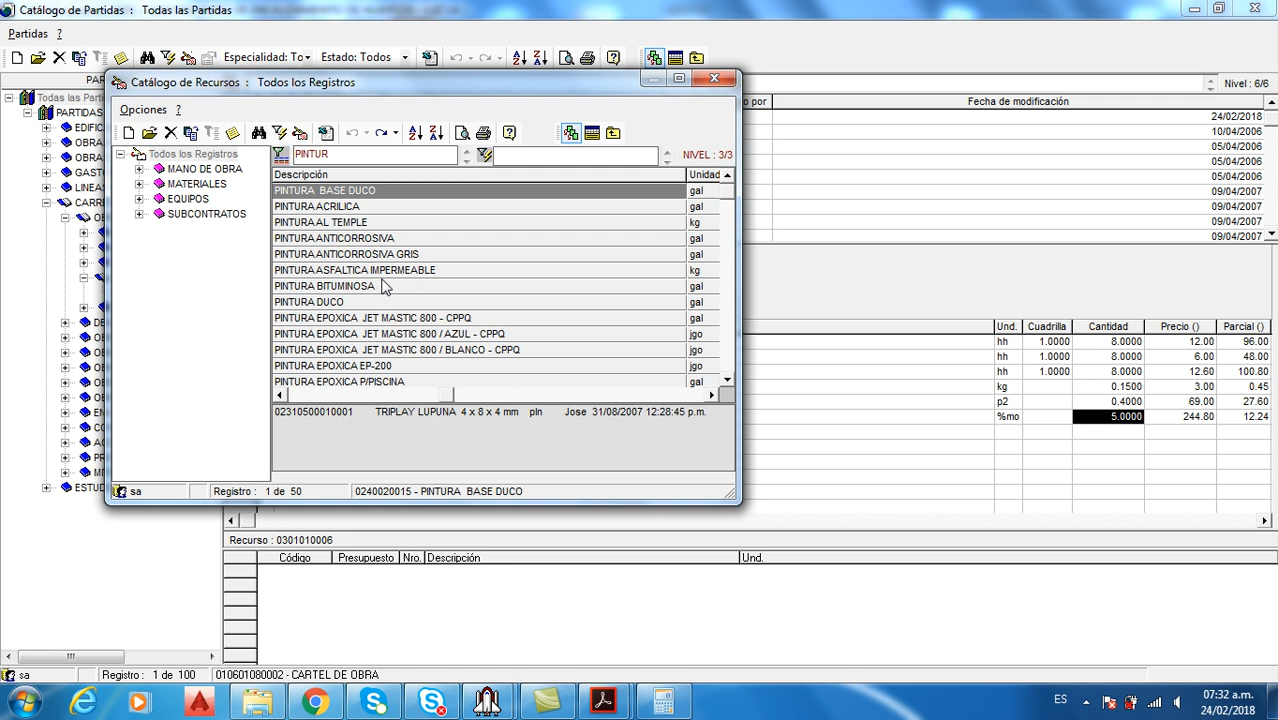 Catálogo de Partidas : Todas las Partidas
Partidas ?
Especialidad: To
Estado: Todos
Nivel : 6/6
Todas las Parti
PARTIDAS
EDIFIC
OBRA
OBRA
GAST
LINEAS
CARRE
ESTUD
o por
Fecha de modificación
24/02/2018
10/04/2006
05/04/2006
05/04/2006
05/04/2006
09/04/2007
09/04/2007
09/04/2007
Catálogo de Recursos : Todos los Registros
Opciones ?
Todos los Registros
MANO DE OBRA
MATERIALES
EQUIPOS
SUBCONTRATOS
PINTUR
NIVEL : 3/3
Descripción Unidad
PINTURA BASE DUCO gal
PINTURA ACRILICA gal
PINTURA AL TEMPLE kg
PINTURA ANTICORROSIVA gal
PINTURA ANTICORROSIVA GRIS gal
PINTURA ASFALTICA IMPERMEABLE kg
PINTURA BITUMINOSA gal
PINTURA DUCO gal
PINTURA EPOXICA JET MASTIC 800 - CPPQ gal
PINTURA EPOXICA JET MASTIC 800 / AZUL - CPPQ jgo
PINTURA EPOXICA JET MASTIC 800 / BLANCO - CPPQ jgo
PINTURA EPOXICA EP-200 jgo
PINTURA EPOXICA P/PISCINA gal
02310500010001 TRIPLAY LUPUNA 4 x 8 x 4 mm pln Jose 31/08/2007 12:28:45 p.m.
sa Registro : 1 de 50 0240020015 - PINTURA BASE DUCO
Und. Cuadrilla Cantidad Precio () Parcial ()
hh 1.0000 8.0000 12.00 96.00
hh 1.0000 8.0000 6.00 48.00
hh 1.0000 8.0000 12.60 100.80
kg 0.1500 3.00 0.45
p2 0.4000 69.00 27.60
%mo 5.0000 244.80 12.24
Recurso : 0301010006
Código Presupuesto Nro. Descripción Und.
sa Registro : 1 de 100 010601080002 - CARTEL DE OBRA
ES
07:32 a.m.
24/02/2018